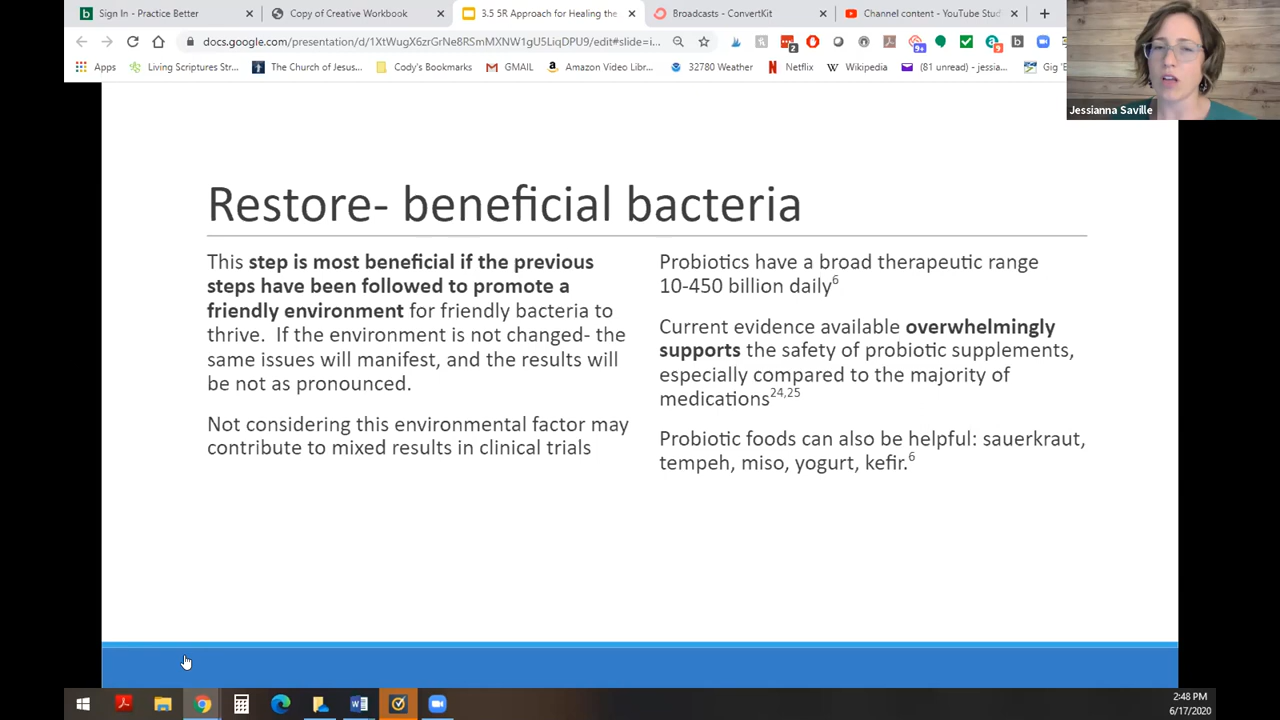 Sign In - Practice Better
Copy of Creative Workbook
3.5 5R Approach for Healing the
Broadcasts - ConvertKit
Channel content - YouTube Stud
docs.google.com/presentation/d/1XtWugX6zrGrNe8RSmMXNW1gU5LiqDPU9/edit#slide=i...
2
9+
9
Apps
Living Scriptures Str...
The Church of Jesus...
Cody's Bookmarks
GMAIL
Amazon Video Libr...
32780 Weather
Netflix
Wikipedia
(81 unread) - jessia...
Gig 'E
Jessianna Saville
Restore- beneficial bacteria
This step is most beneficial if the previous
steps have been followed to promote a
friendly environment for friendly bacteria to
thrive. If the environment is not changed- the
same issues will manifest, and the results will
be not as pronounced.
Not considering this environmental factor may
contribute to mixed results in clinical trials
Probiotics have a broad therapeutic range
10-450 billion daily6
Current evidence available overwhelmingly
supports the safety of probiotic supplements,
especially compared to the majority of
medications24,25
Probiotic foods can also be helpful: sauerkraut,
tempeh, miso, yogurt, kefir.6
2:48 PM
6/17/2020